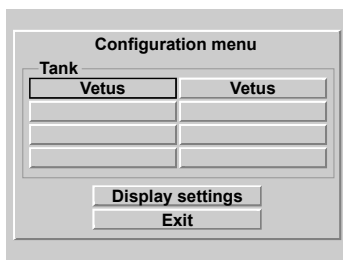 Configuration menu
Tank
Vetus Vetus
Display settings
Exit